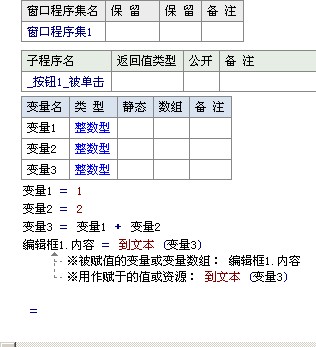 窗口程序集名 保 留 保 留 备 注
窗口程序集1
子程序名 返回值类型 公开 备 注
_按钮1_被单击
变量名 类 型 静态 数组 备 注
变量1 整数型
变量2 整数型
变量3 整数型
变量1 = 1
变量2 = 2
变量3 = 变量1 + 变量2
编辑框1.内容 = 到文本 (变量3)
※被赋值的变量或变量数组: 编辑框1.内容
※用作赋于的值或资源: 到文本 (变量3)
=